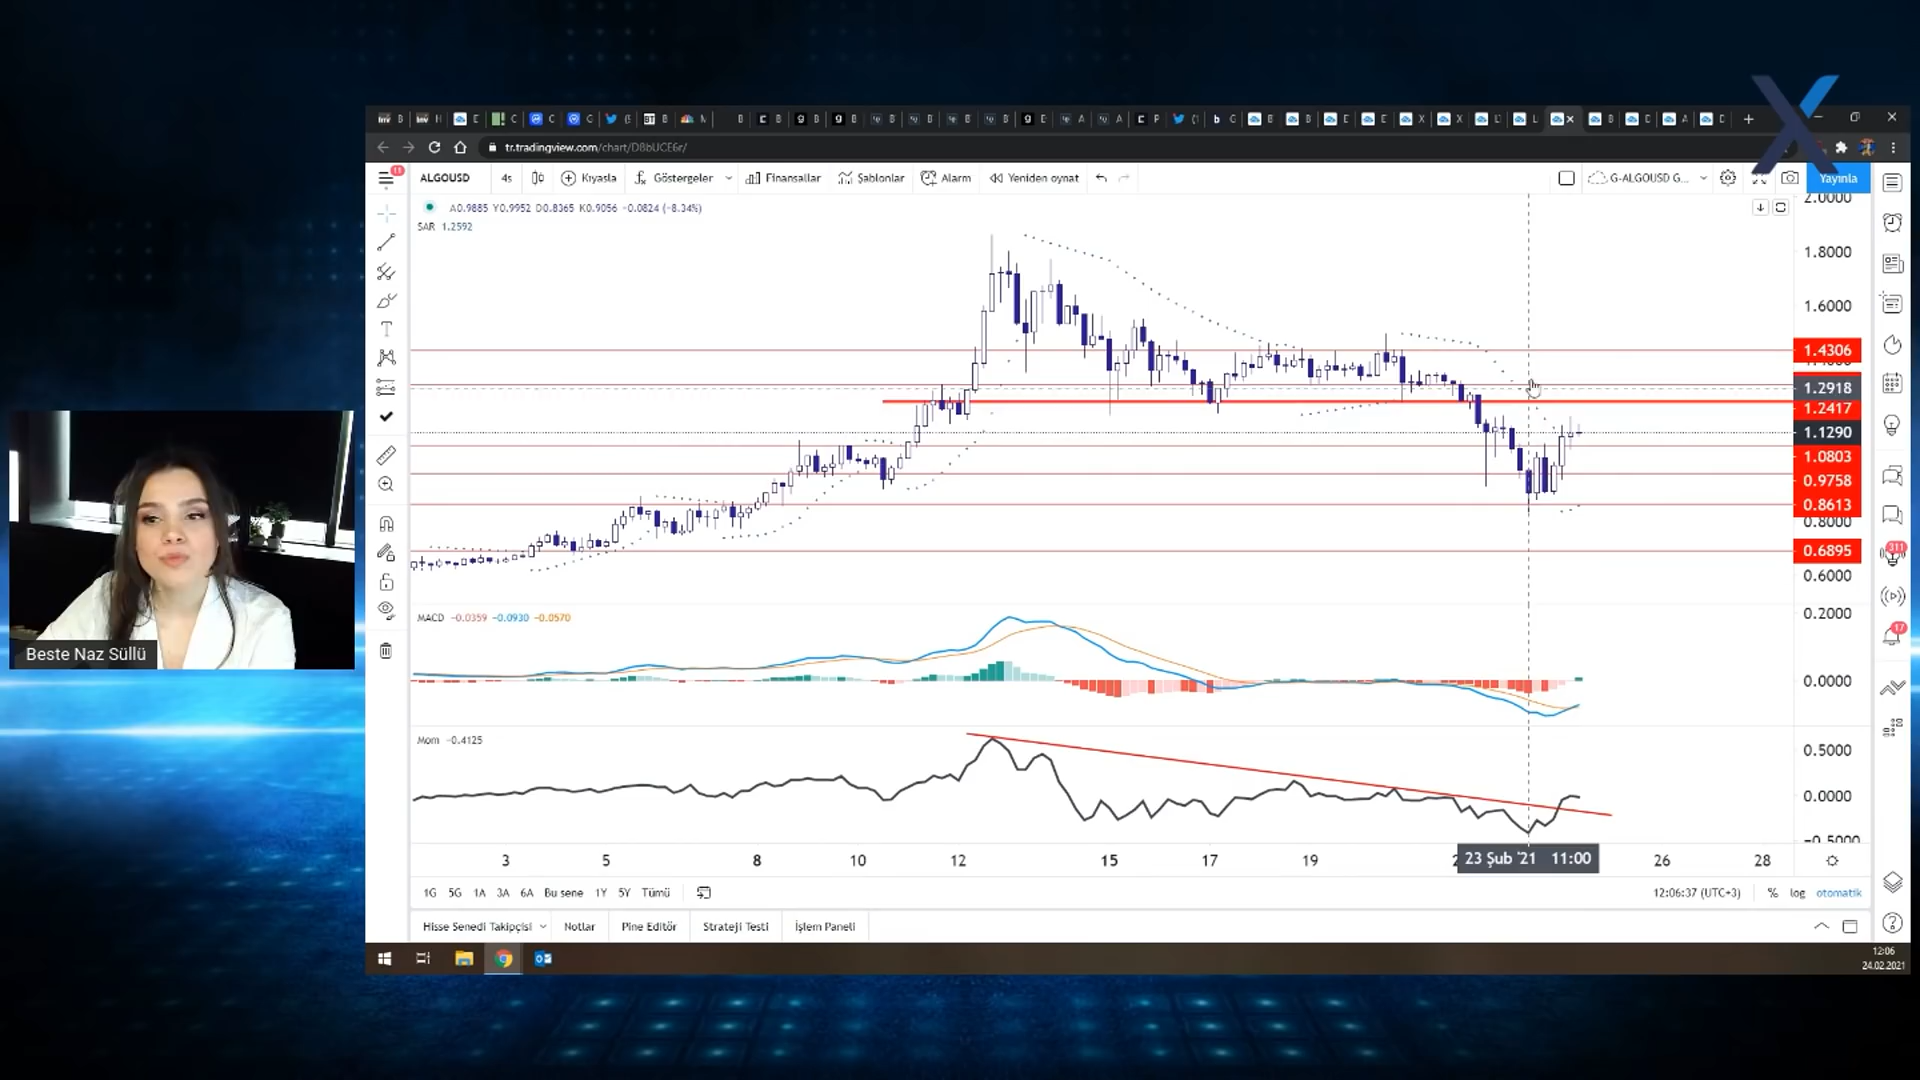 tr.tradingview.com/chart/D8bUCE6r/
11
ALGOUSD 4s Kıyasla Göstergeler Finansallar Şablonlar Alarm Yeniden oynat G-ALGOUSD G... Yayınla
A0.9885 Y0.9952 D0.8365 K0.9056 −0.0824 (−8.34%)
SAR 1.2592
2.0000
1.8000
1.6000
1.4306
1.2918
1.2417
1.1290
1.0803
0.9758
0.8613
0.8000
0.6895
0.6000
MACD −0.0359 −0.0930 −0.0570
0.2000
0.0000
Mom −0.4125
0.5000
0.0000
−0.5000
311
17
Beste Naz Süllü
3 5 8 10 12 15 17 19 23 Şub '21 11:00 26 28
1G 5G 1A 3A 6A Bu sene 1Y 5Y Tümü 12:06:37 (UTC+3) % log otomatik
Hisse Senedi Takipçisi Notlar Pine Editör Strateji Testi İşlem Paneli
12:06
24.02.2021